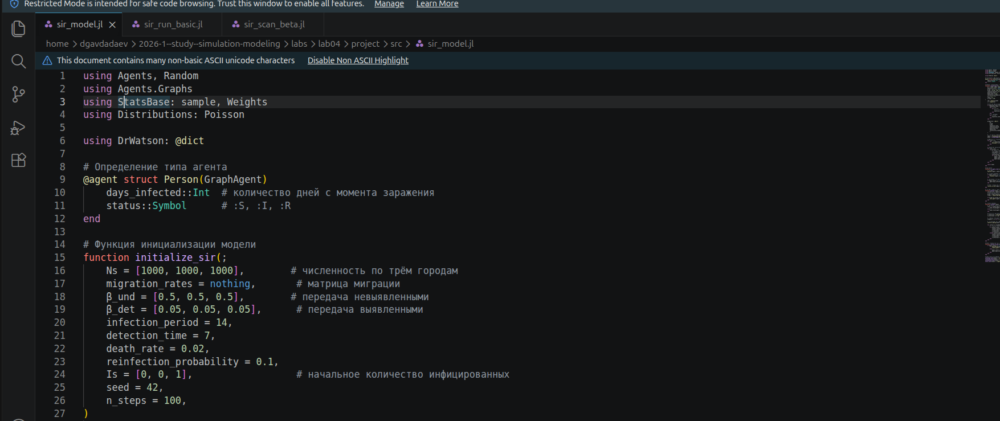 Restricted Mode is intended for safe code browsing. Trust this window to enable all features. Manage Learn More
sir_model.jl sir_run_basic.jl sir_scan_beta.jl
home > dgavdadaev > 2026-1--study--simulation-modeling > labs > lab04 > project > src > sir_model.jl
This document contains many non-basic ASCII unicode characters Disable Non ASCII Highlight
1 using Agents, Random
2 using Agents.Graphs
3 using StatsBase: sample, Weights
4 using Distributions: Poisson
5
6 using DrWatson: @dict
7
8 # Определение типа агента
9 @agent struct Person(GraphAgent)
10 days_infected::Int # количество дней с момента заражения
11 status::Symbol # :S, :I, :R
12 end
13
14 # Функция инициализации модели
15 function initialize_sir(;
16 Ns = [1000, 1000, 1000], # численность по трём городам
17 migration_rates = nothing, # матрица миграции
18 β_und = [0.5, 0.5, 0.5], # передача невыявленными
19 β_det = [0.05, 0.05, 0.05], # передача выявленными
20 infection_period = 14,
21 detection_time = 7,
22 death_rate = 0.02,
23 reinfection_probability = 0.1,
24 Is = [0, 0, 1], # начальное количество инфицированных
25 seed = 42,
26 n_steps = 100,
27 )